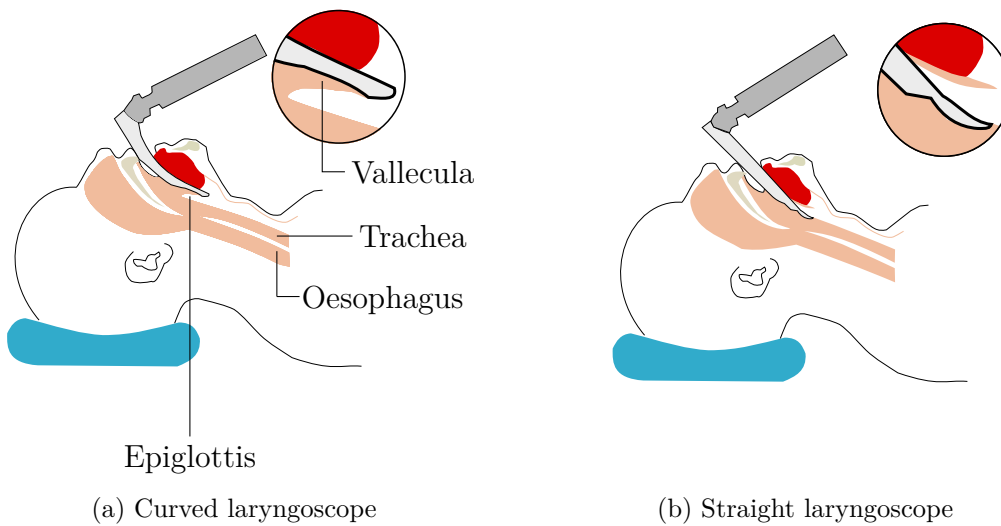 Vallecula
Trachea
Oesophagus
Epiglottis
(a) Curved laryngoscope
(b) Straight laryngoscope